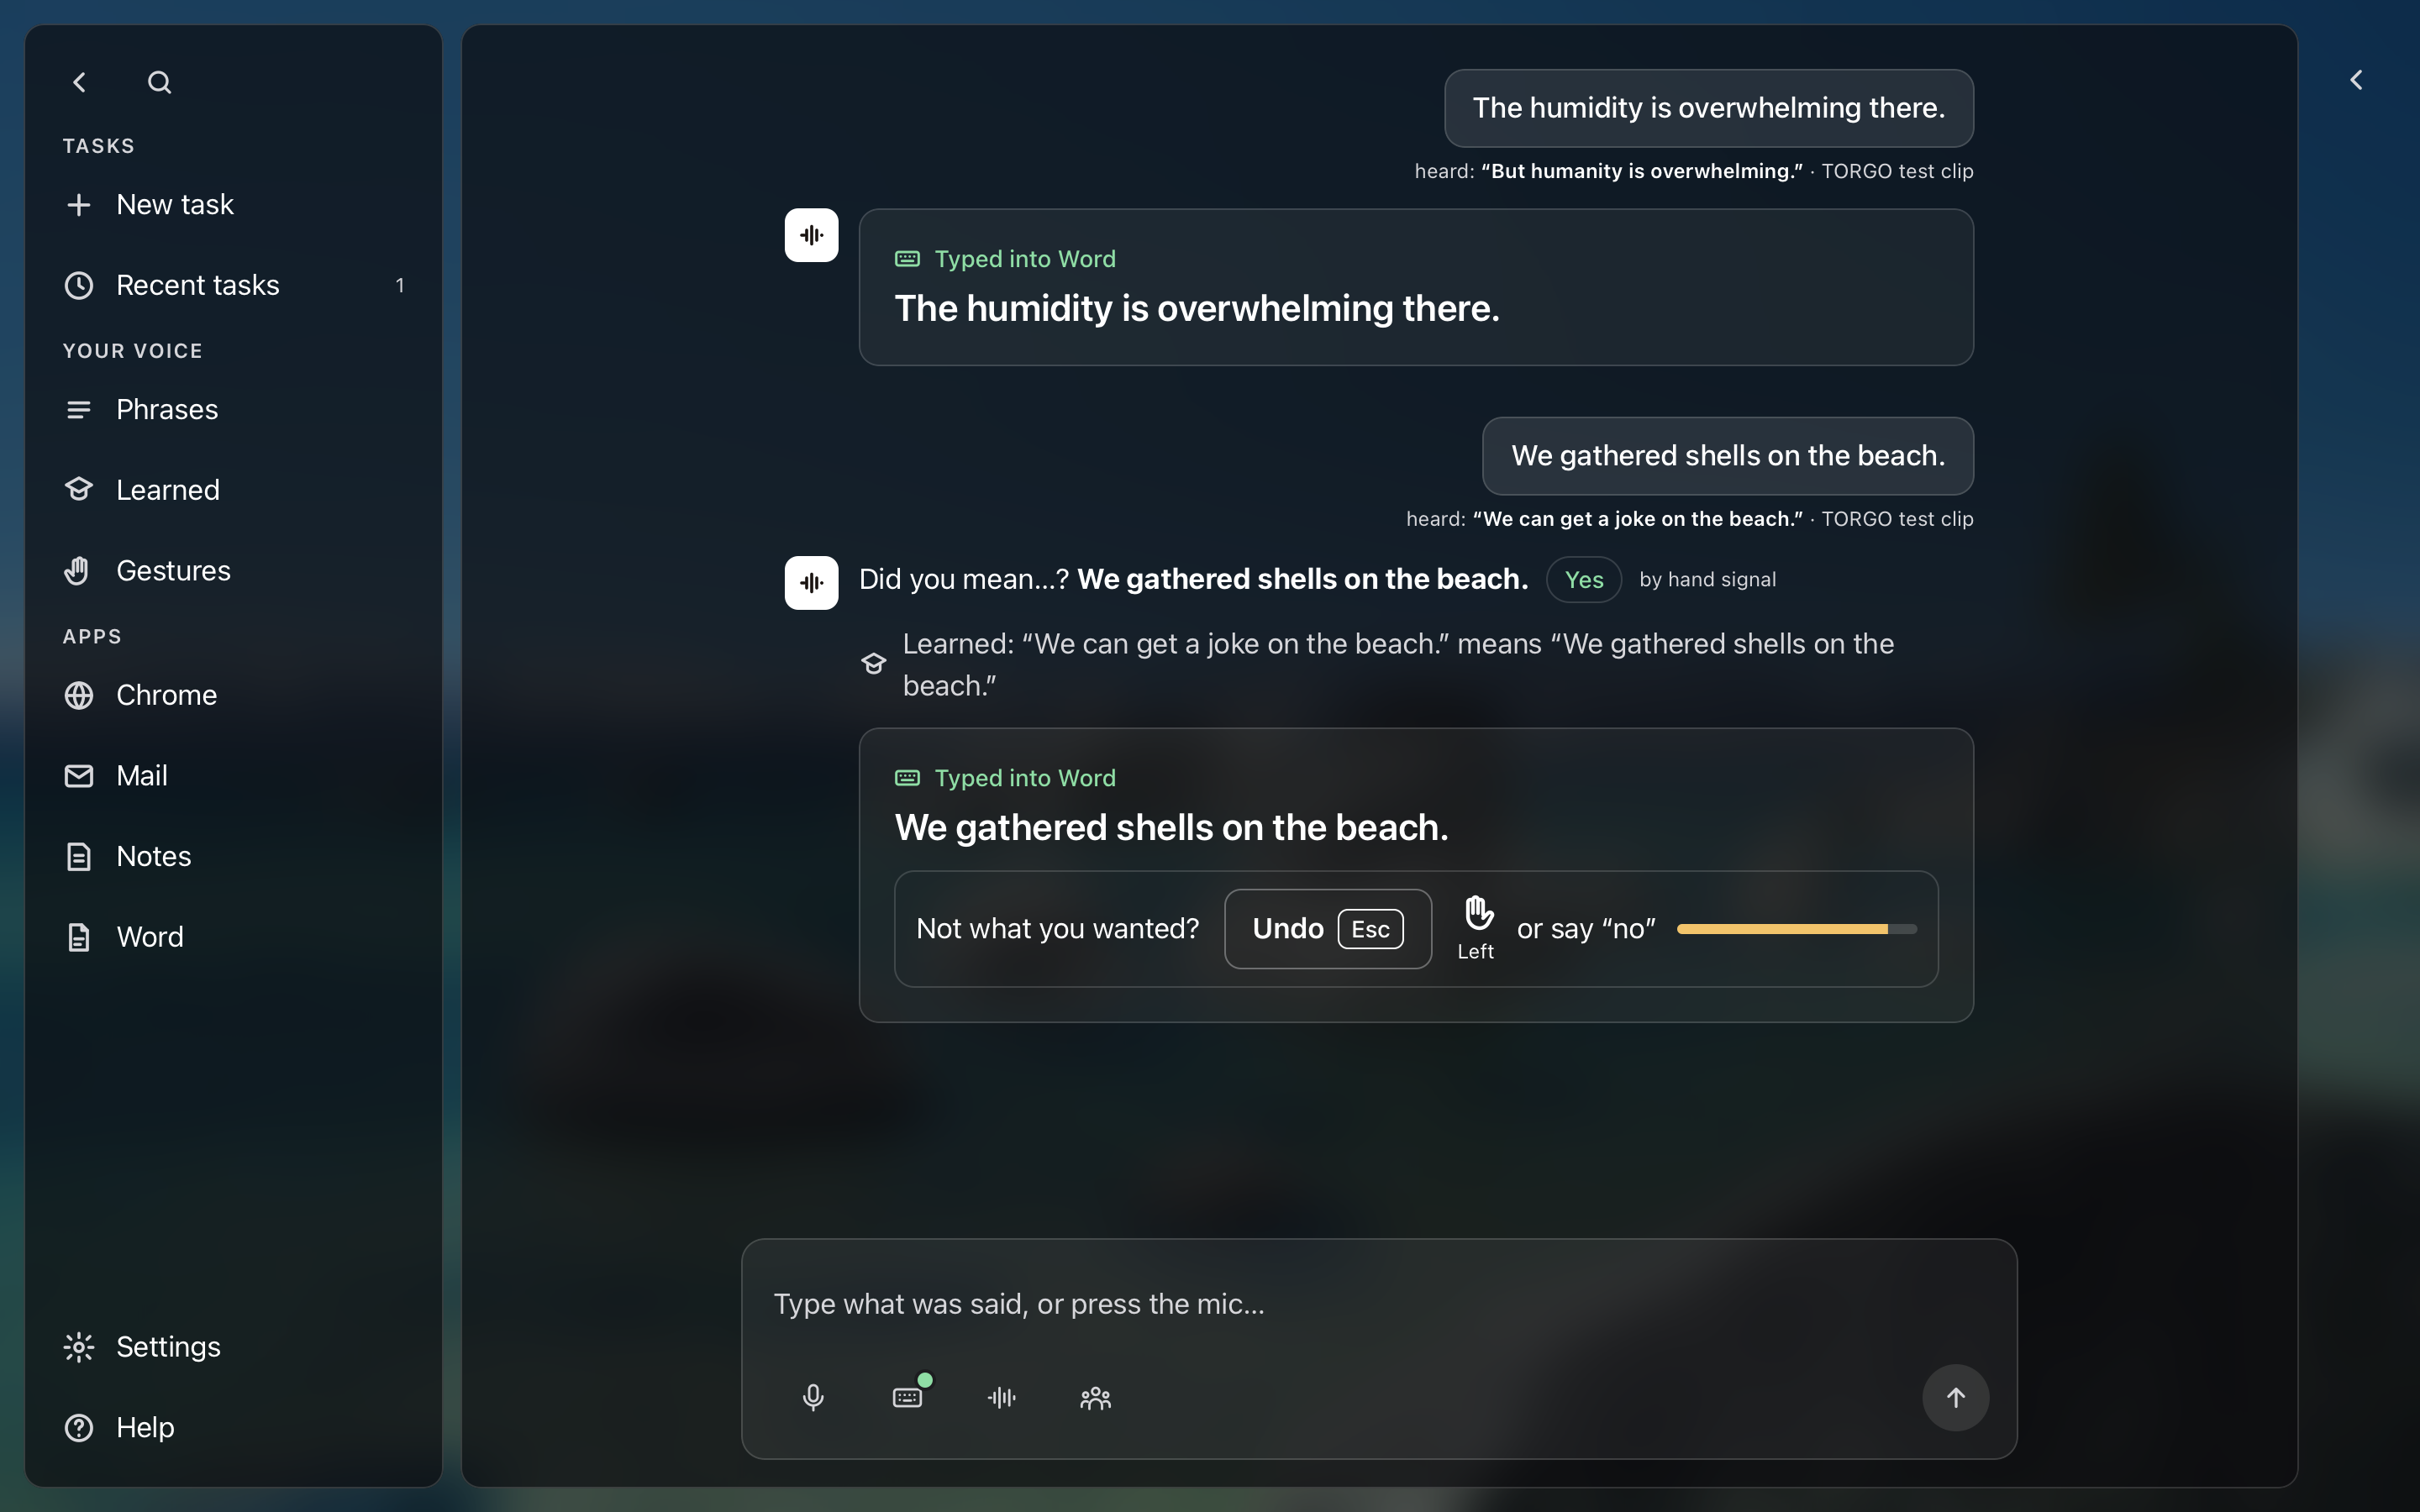 TASKS
New task
Recent tasks 1
YOUR VOICE
Phrases
Learned
Gestures
APPS
Chrome
Mail
Notes
Word
Settings
Help
The humidity is overwhelming there.
heard: “But humanity is overwhelming.” · TORGO test clip
Typed into Word
The humidity is overwhelming there.
We gathered shells on the beach.
heard: “We can get a joke on the beach.” · TORGO test clip
Did you mean...? We gathered shells on the beach. Yes by hand signal
Learned: “We can get a joke on the beach.” means “We gathered shells on the
beach.”
Typed into Word
We gathered shells on the beach.
Not what you wanted? Undo Esc Left or say “no”
Type what was said, or press the mic...